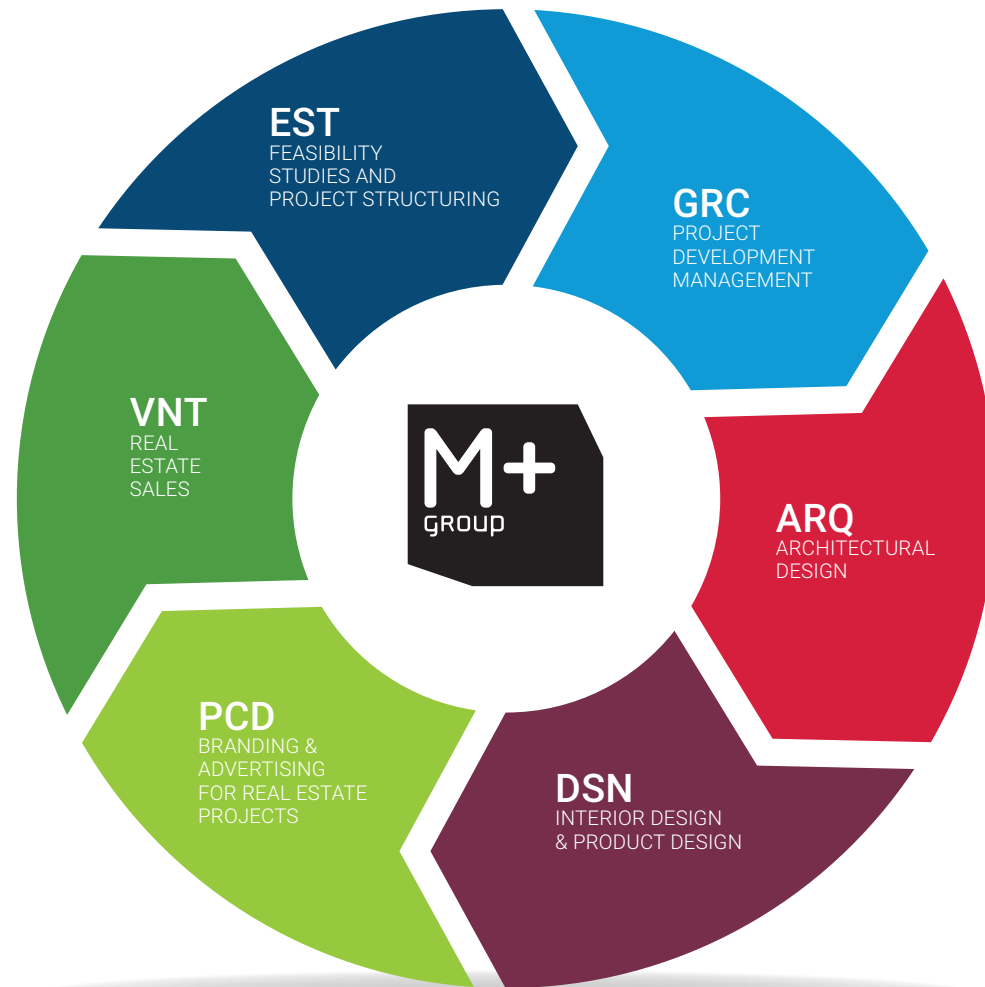 EST
FEASIBILITY
STUDIES AND
PROJECT STRUCTURING
GRC
PROJECT
DEVELOPMENT
MANAGEMENT
ARQ
ARCHITECTURAL
DESIGN
DSN
INTERIOR DESIGN
& PRODUCT DESIGN
PCD
BRANDING &
ADVERTISING
FOR REAL ESTATE
PROJECTS
VNT
REAL
ESTATE
SALES
M+
GROUP